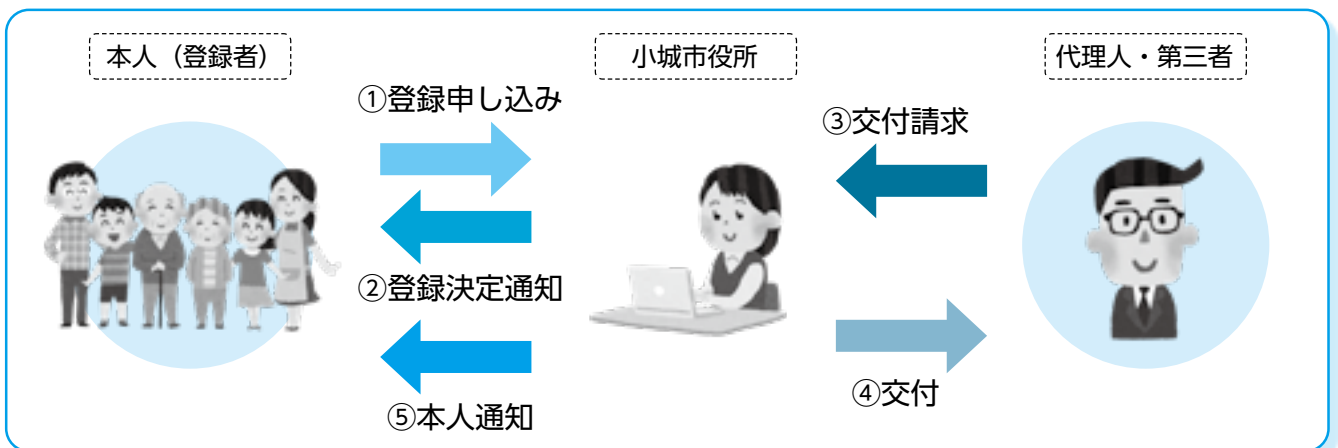 本人（登録者）
小城市役所
代理人・第三者
①登録申し込み
③交付請求
②登録決定通知
④交付
⑤本人通知